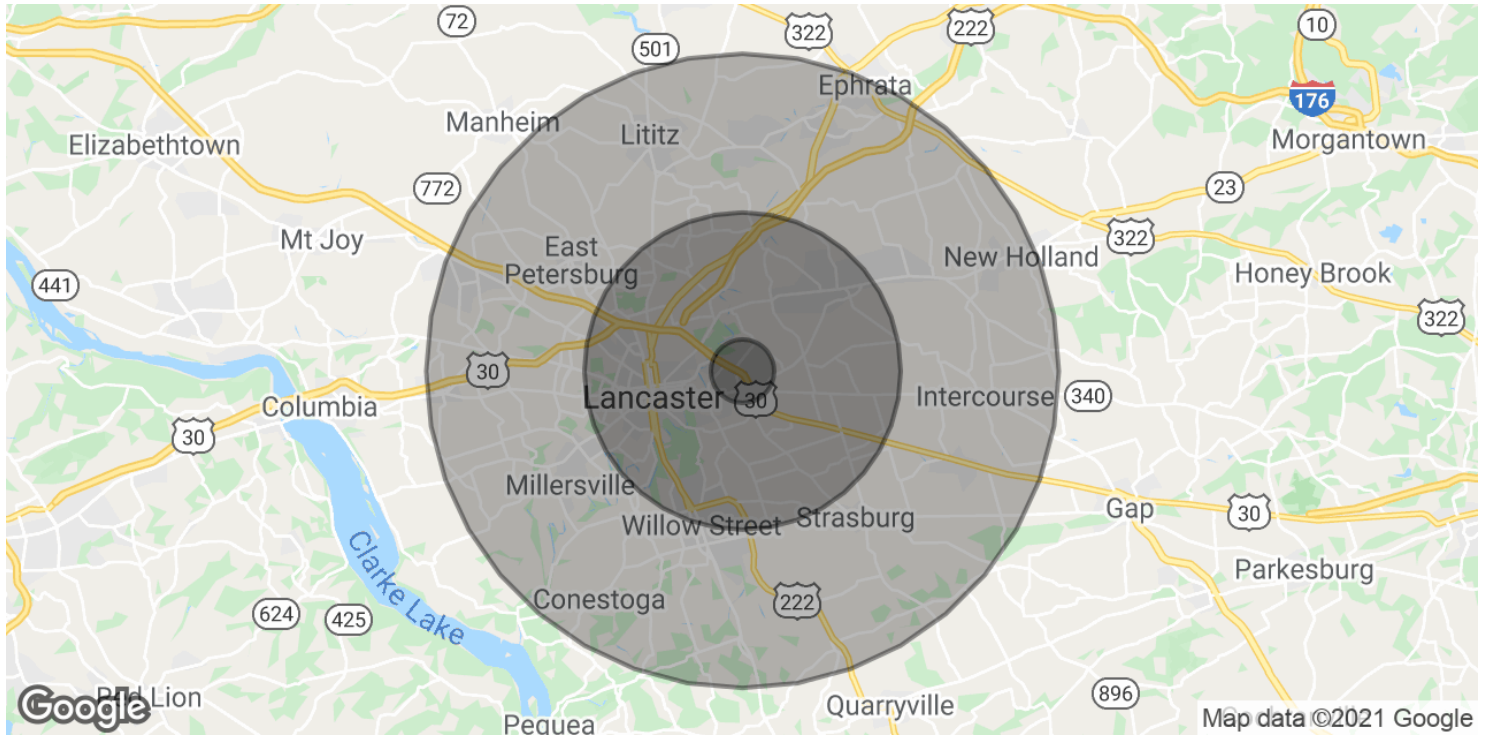 72
322
222
10
501
Ephrata
176
Manheim
Lititz
Elizabethtown
Morgantown
772
23
Mt Joy
East
Petersburg
322
New Holland
Honey Brook
441
322
30
Intercourse
340
Lancaster
30
Columbia
30
Millersville
Gap
30
Willow Street
Strasburg
Clarke Lake
Parkesburg
Conestoga
222
624
425
896
Red Lion
Google
Quarryville
Pequea
Map data ©2021 Google